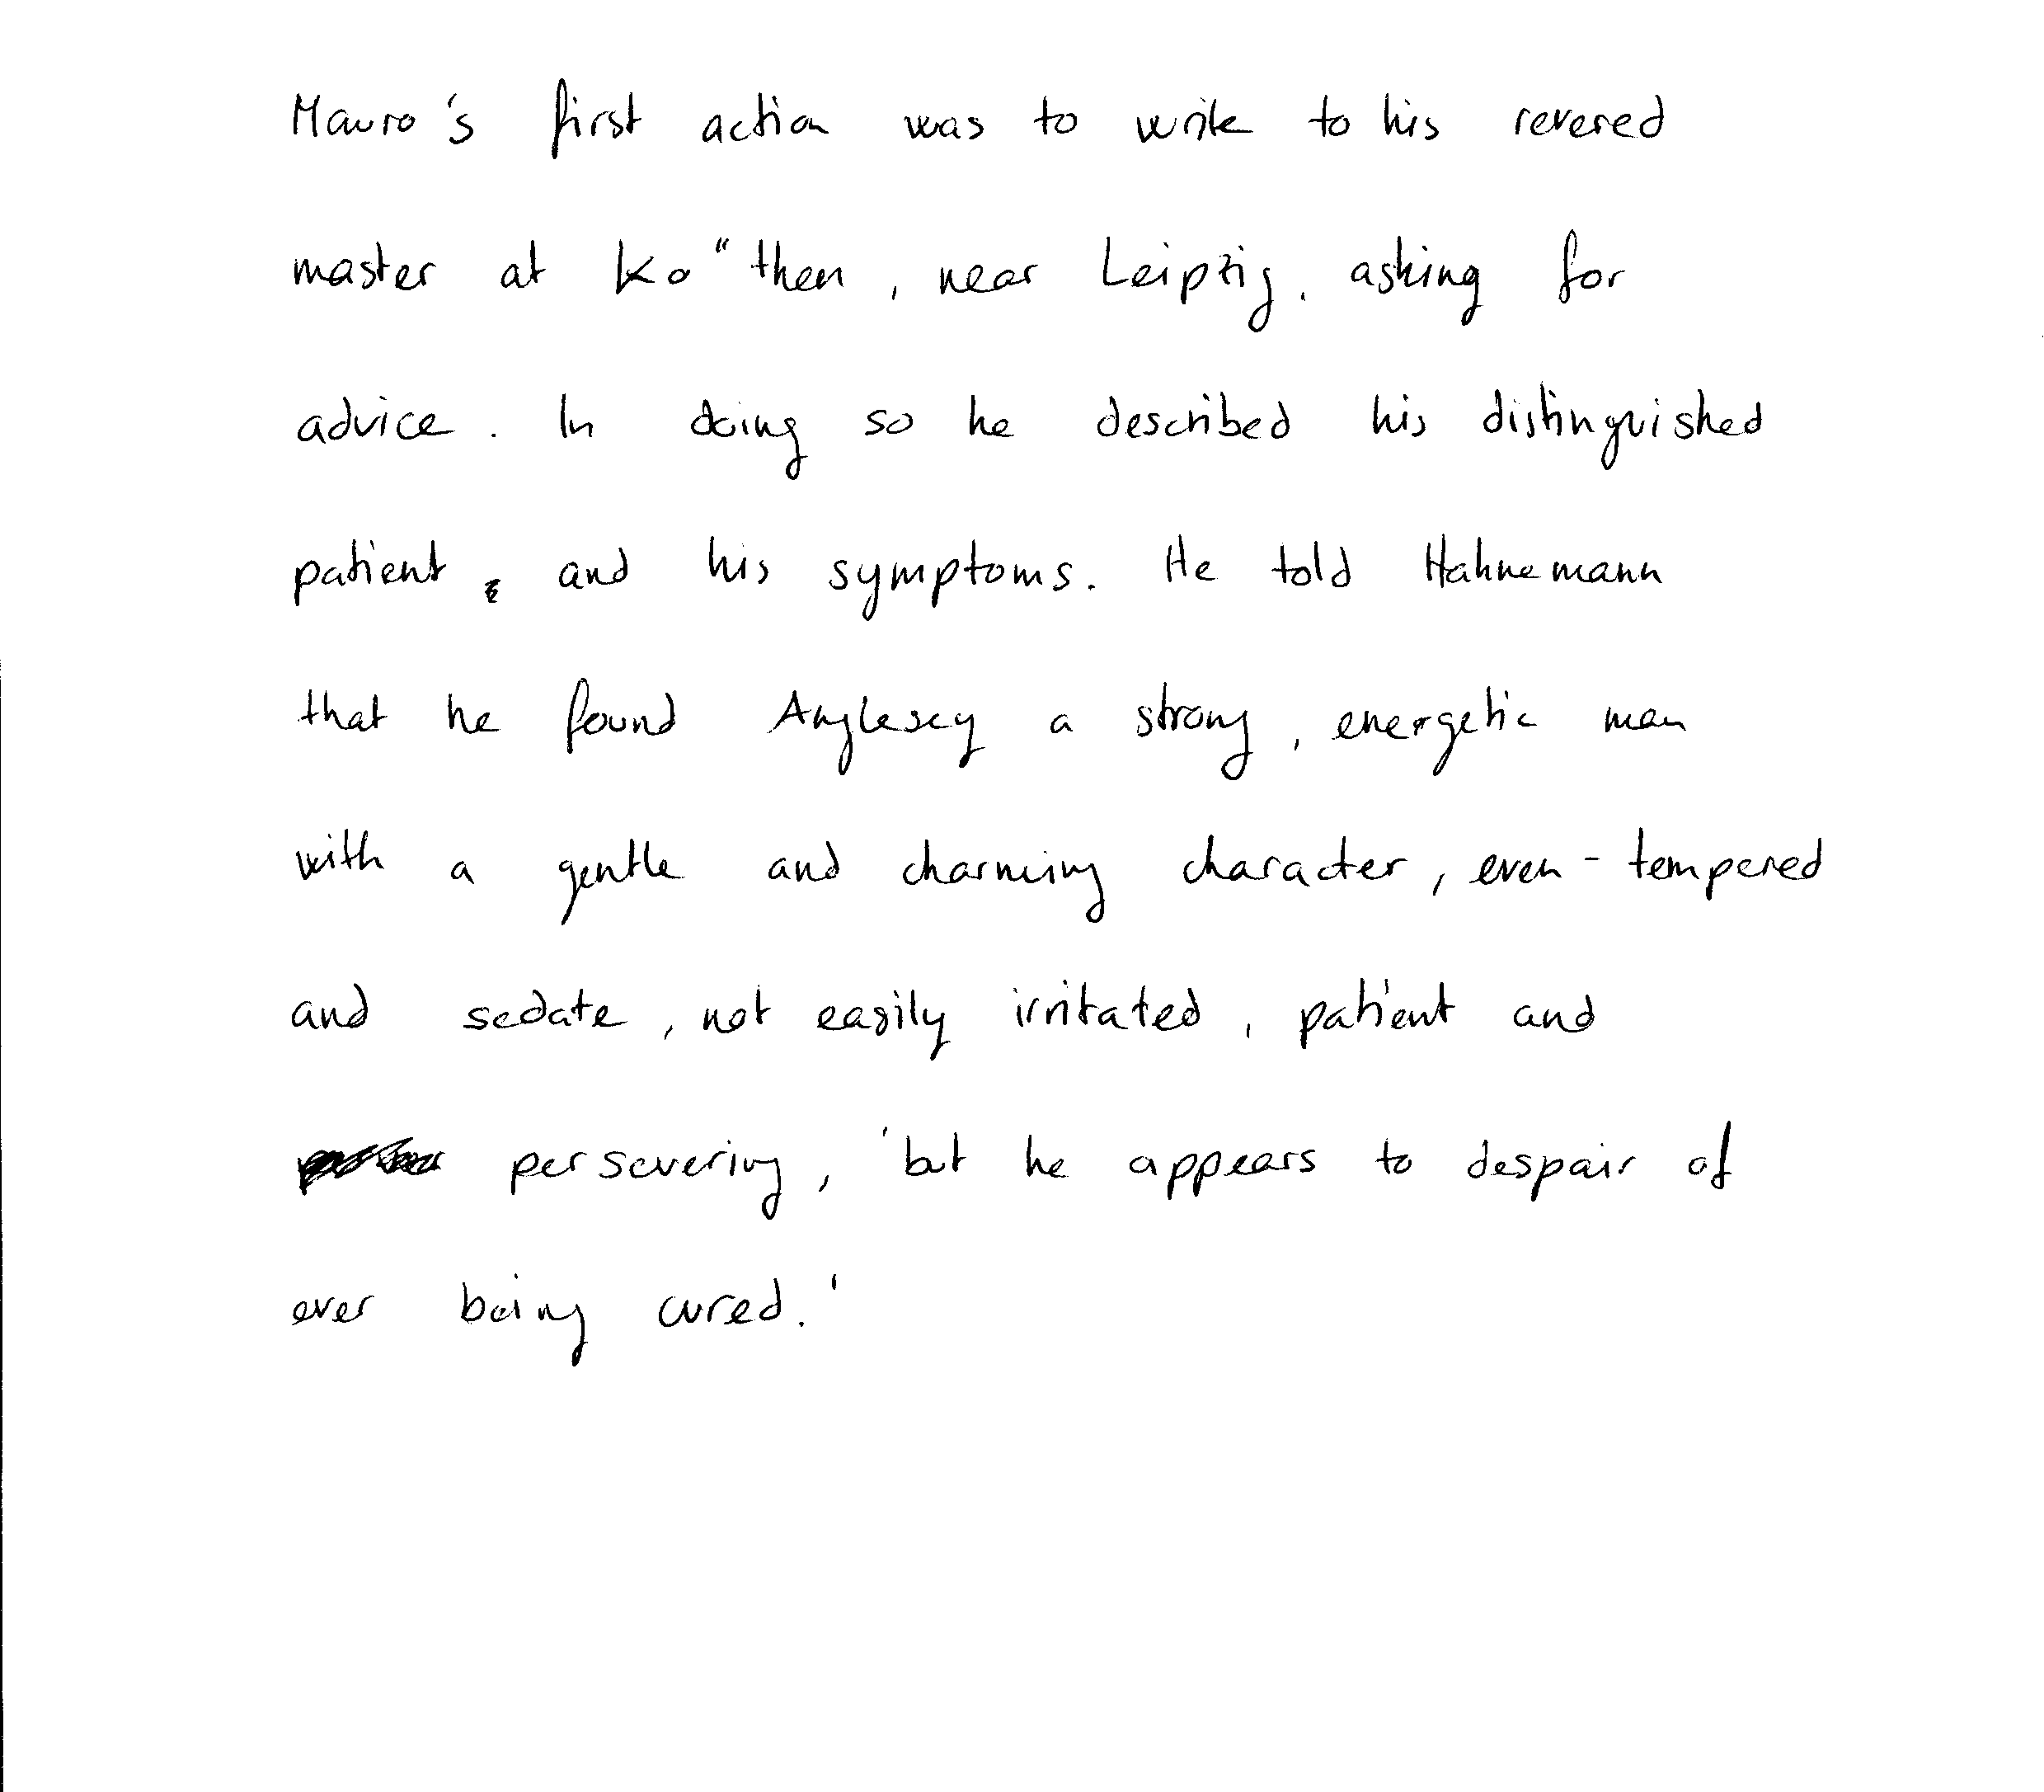 Mauro's first action was to write to his revered
master at Ko"then, near Leipzig, asking for
advice. In doing so he described his distinguished
patient, and his symptoms. He told Hahnemann
that he found Anglesey a strong, energetic man
with a gentle and charming character, even-tempered
and sedate, not easily irritated, patient and
persevering, 'but he appears to despair of
ever being cured.'